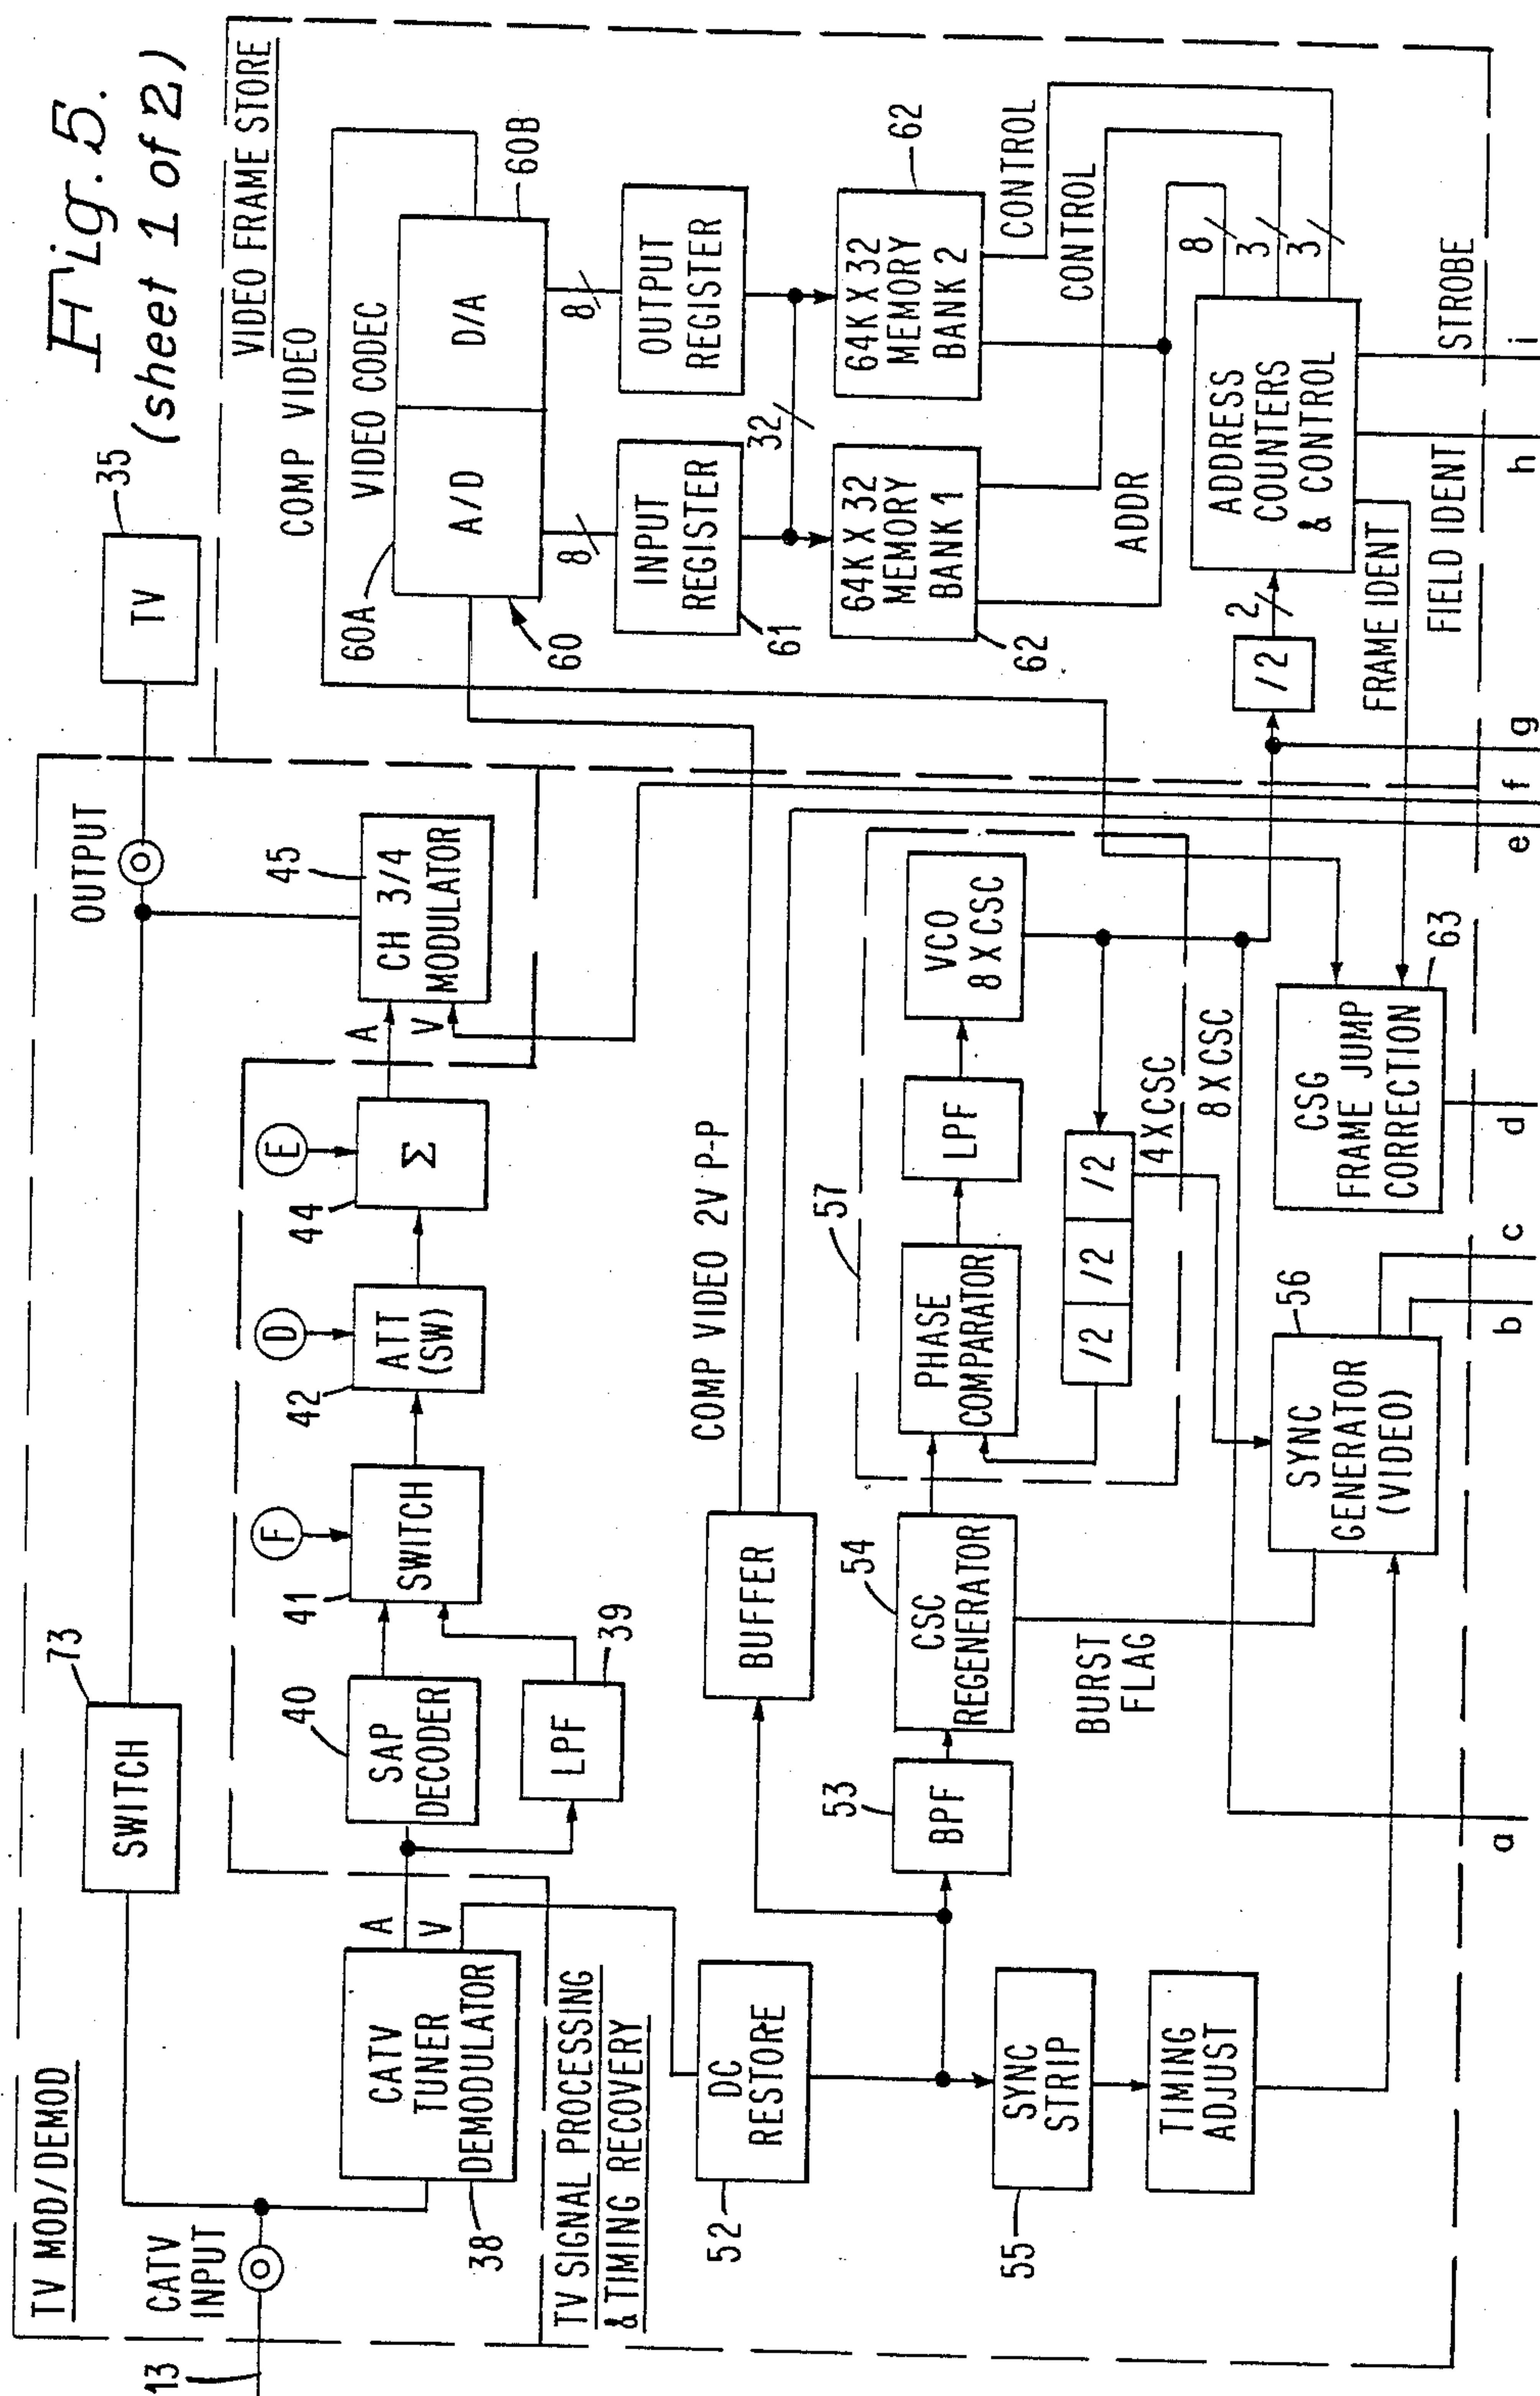 Fig. 5.
(sheet 1 of 2)
TV MOD/DEMOD
CATV
INPUT
13
SWITCH
73
OUTPUT
TV
35
CATV
TUNER
DEMODULATOR
38
A
V
SAP
DECODER
40
LPF
39
SWITCH
41
F
ATT
(SW)
42
D
Σ
44
E
A
V
CH 3/4
MODULATOR
45
TV SIGNAL PROCESSING
& TIMING RECOVERY
DC
RESTORE
52
BUFFER
COMP VIDEO 2V P-P
SYNC
STRIP
55
TIMING
ADJUST
BPF
53
CSC
REGENERATOR
54
BURST
FLAG
57
PHASE
COMPARATOR
LPF
VCO
8 X CSC
/2
/2
/2
4 X CSC
8 X CSC
SYNC
GENERATOR
(VIDEO)
56
CSG
FRAME JUMP
CORRECTION
63
VIDEO FRAME STORE
COMP VIDEO
VIDEO CODEC
60A
A/D
D/A
60B
60
8
8
INPUT
REGISTER
61
OUTPUT
REGISTER
32
64K X 32
MEMORY
BANK 1
62
64K X 32
MEMORY
BANK 2
62
CONTROL
CONTROL
ADDR
8
3
3
/2
2
ADDRESS
COUNTERS
& CONTROL
FRAME IDENT
FIELD IDENT
STROBE
a
b
c
d
e
f
g
h
i